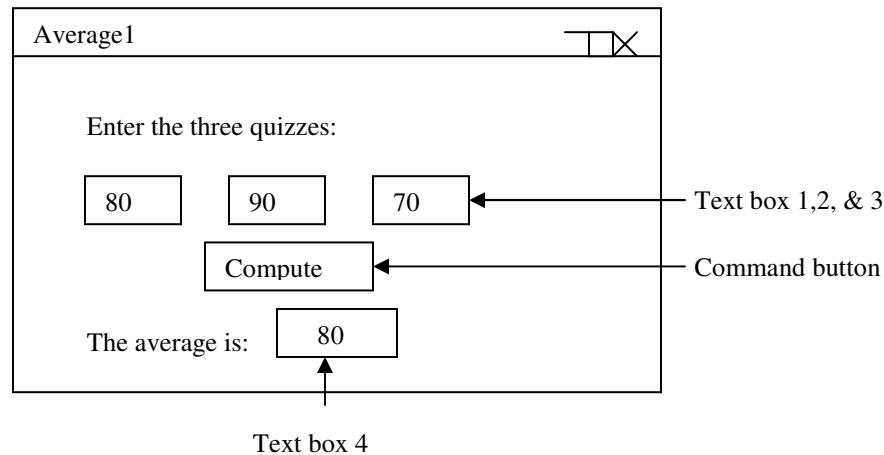 Average1
Enter the three quizzes:
80 90 70 Text box 1,2, & 3
Compute Command button
The average is: 80
Text box 4